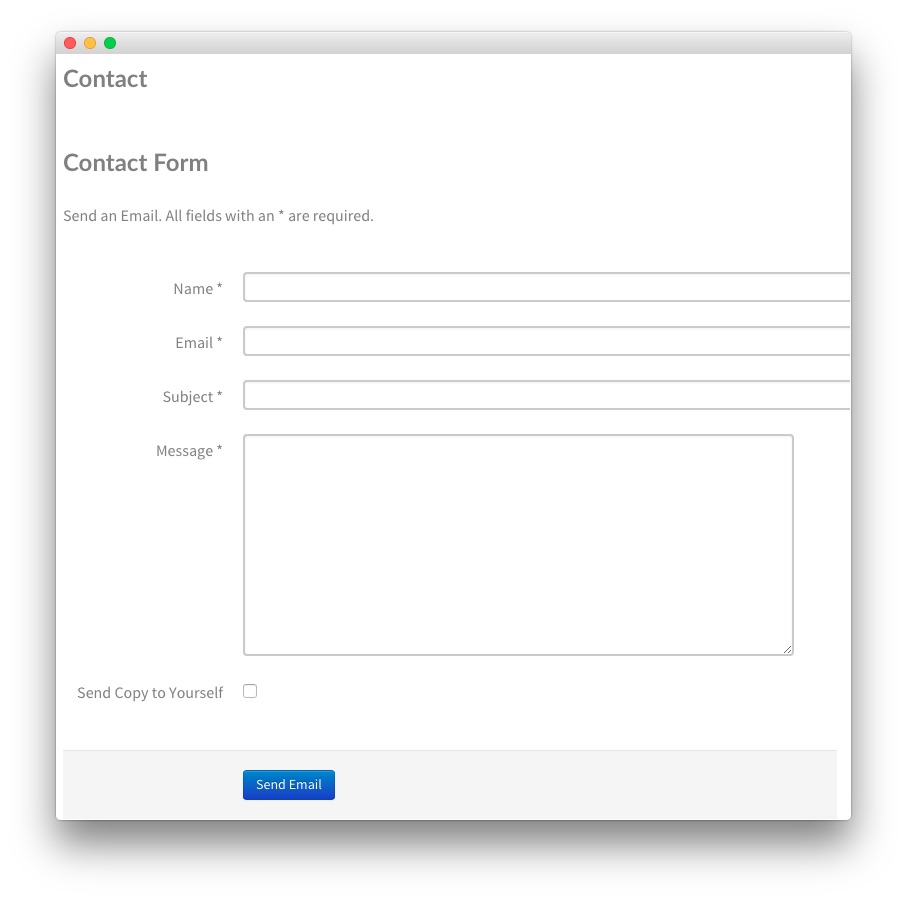 Contact
Contact Form
Send an Email. All fields with an * are required.
Name *
Email *
Subject *
Message *
Send Copy to Yourself
Send Email